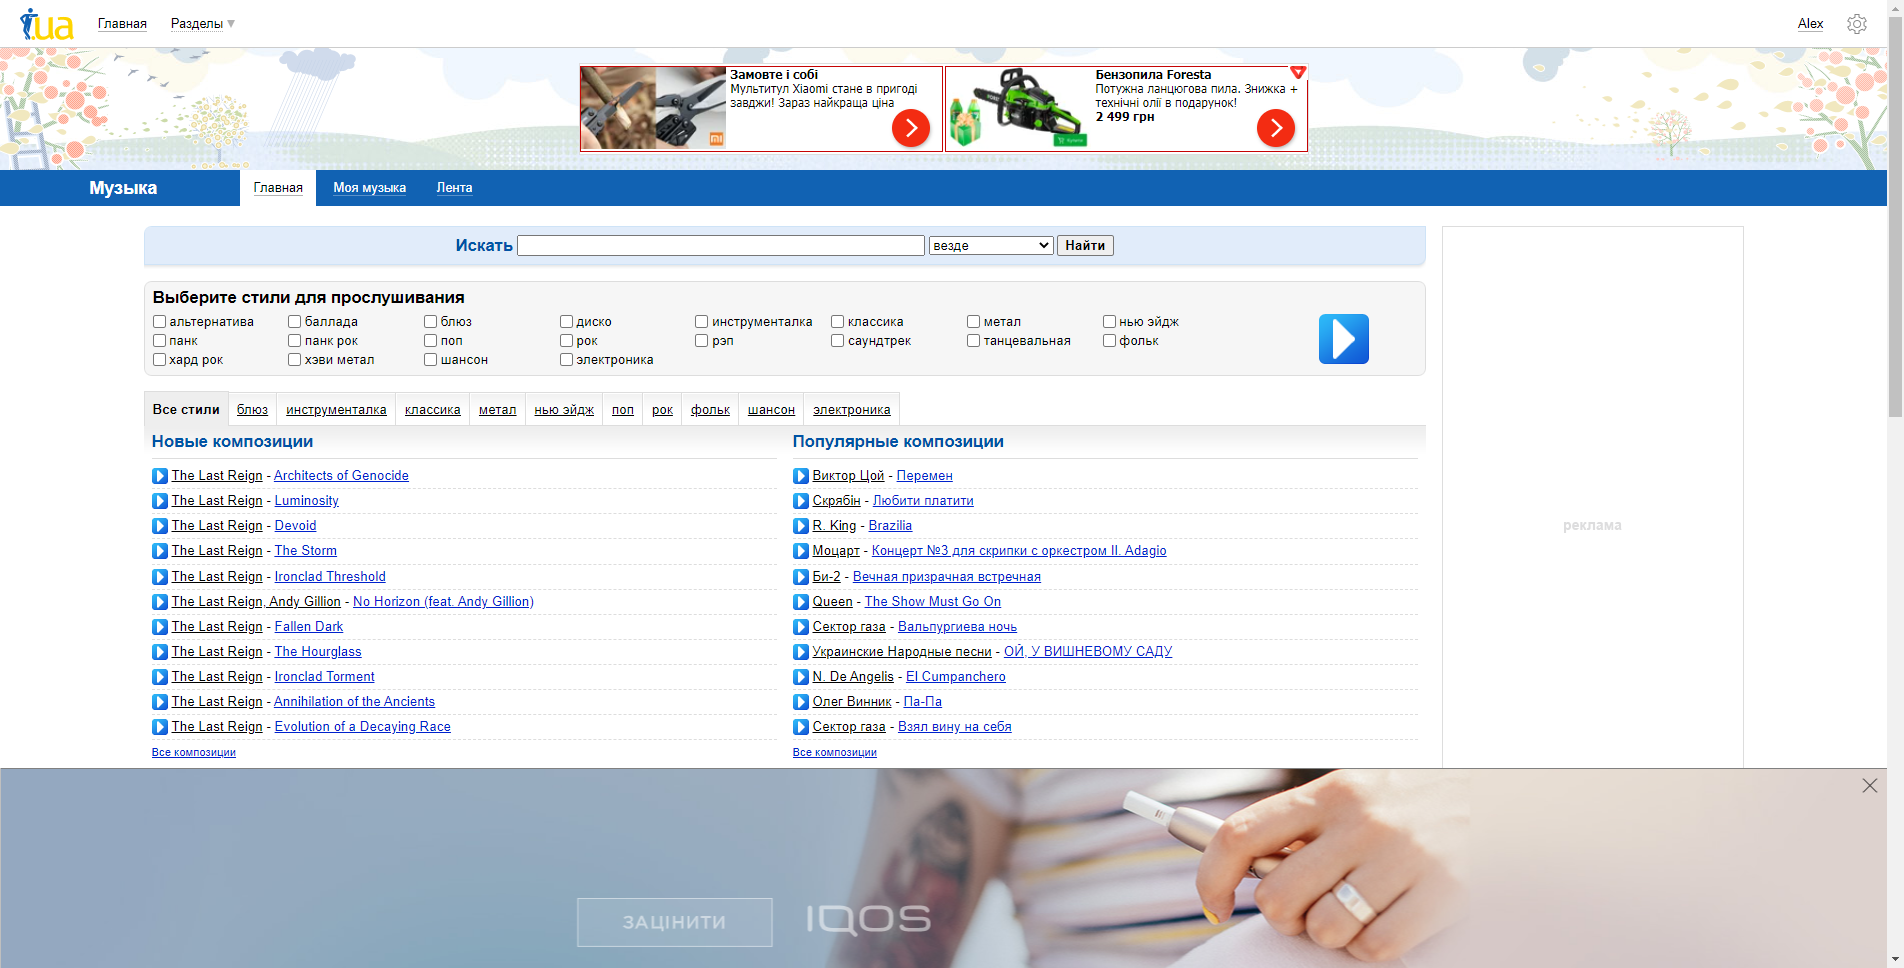 i.ua Главная Разделы Alex
Замовте і собі
Мультитул Xiaomi стане в пригоді
завжди! Зараз найкраща ціна
Бензопила Foresta
Потужна ланцюгова пила. Знижка +
технічні олії в подарунок!
2 499 грн
Музыка Главная Моя музыка Лента
Искать везде Найти
Выберите стили для прослушивания
альтернатива баллада блюз диско инструменталка классика метал нью эйдж
панк панк рок поп рок рэп саундтрек танцевальная фольк
хард рок хэви метал шансон электроника
Все стили блюз инструменталка классика метал нью эйдж поп рок фольк шансон электроника
Новые композиции
The Last Reign - Architects of Genocide
The Last Reign - Luminosity
The Last Reign - Devoid
The Last Reign - The Storm
The Last Reign - Ironclad Threshold
The Last Reign, Andy Gillion - No Horizon (feat. Andy Gillion)
The Last Reign - Fallen Dark
The Last Reign - The Hourglass
The Last Reign - Ironclad Torment
The Last Reign - Annihilation of the Ancients
The Last Reign - Evolution of a Decaying Race
Все композиции
Популярные композиции
Виктор Цой - Перемен
Скрябін - Любити платити
R. King - Brazilia
Моцарт - Концерт №3 для скрипки с оркестром II. Adagio
Би-2 - Вечная призрачная встречная
Queen - The Show Must Go On
Сектор газа - Вальпургиева ночь
Украинские Народные песни - ОЙ, У ВИШНЕВОМУ САДУ
N. De Angelis - El Cumpanchero
Олег Винник - Па-Па
Сектор газа - Взял вину на себя
Все композиции
реклама
ЗАЦІНИТИ IQOS